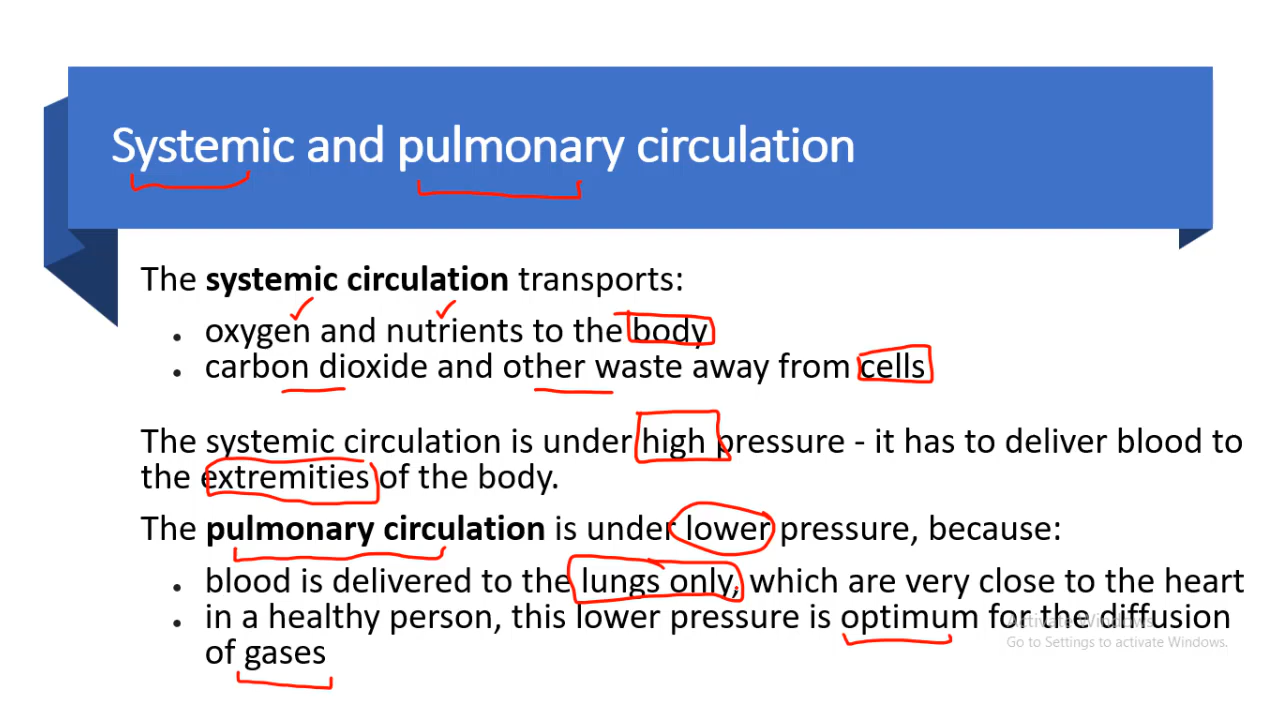 Systemic and pulmonary circulation
The systemic circulation transports:
• oxygen and nutrients to the body
• carbon dioxide and other waste away from cells
The systemic circulation is under high pressure - it has to deliver blood to
the extremities of the body.
The pulmonary circulation is under lower pressure, because:
• blood is delivered to the lungs only, which are very close to the heart
• in a healthy person, this lower pressure is optimum for the diffusion
of gases
Activate Windows
Go to Settings to activate Windows.